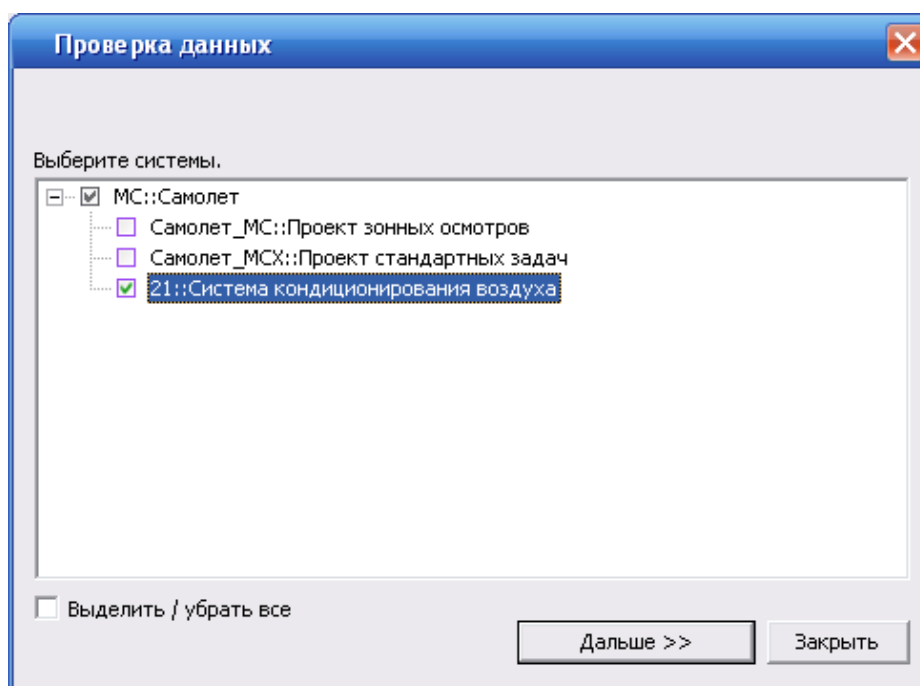 Проверка данных
Выберите системы.
МС::Самолет
Самолет_МС::Проект зонных осмотров
Самолет_МСХ::Проект стандартных задач
21::Система кондиционирования воздуха
Выделить / убрать все
Дальше >>
Закрыть